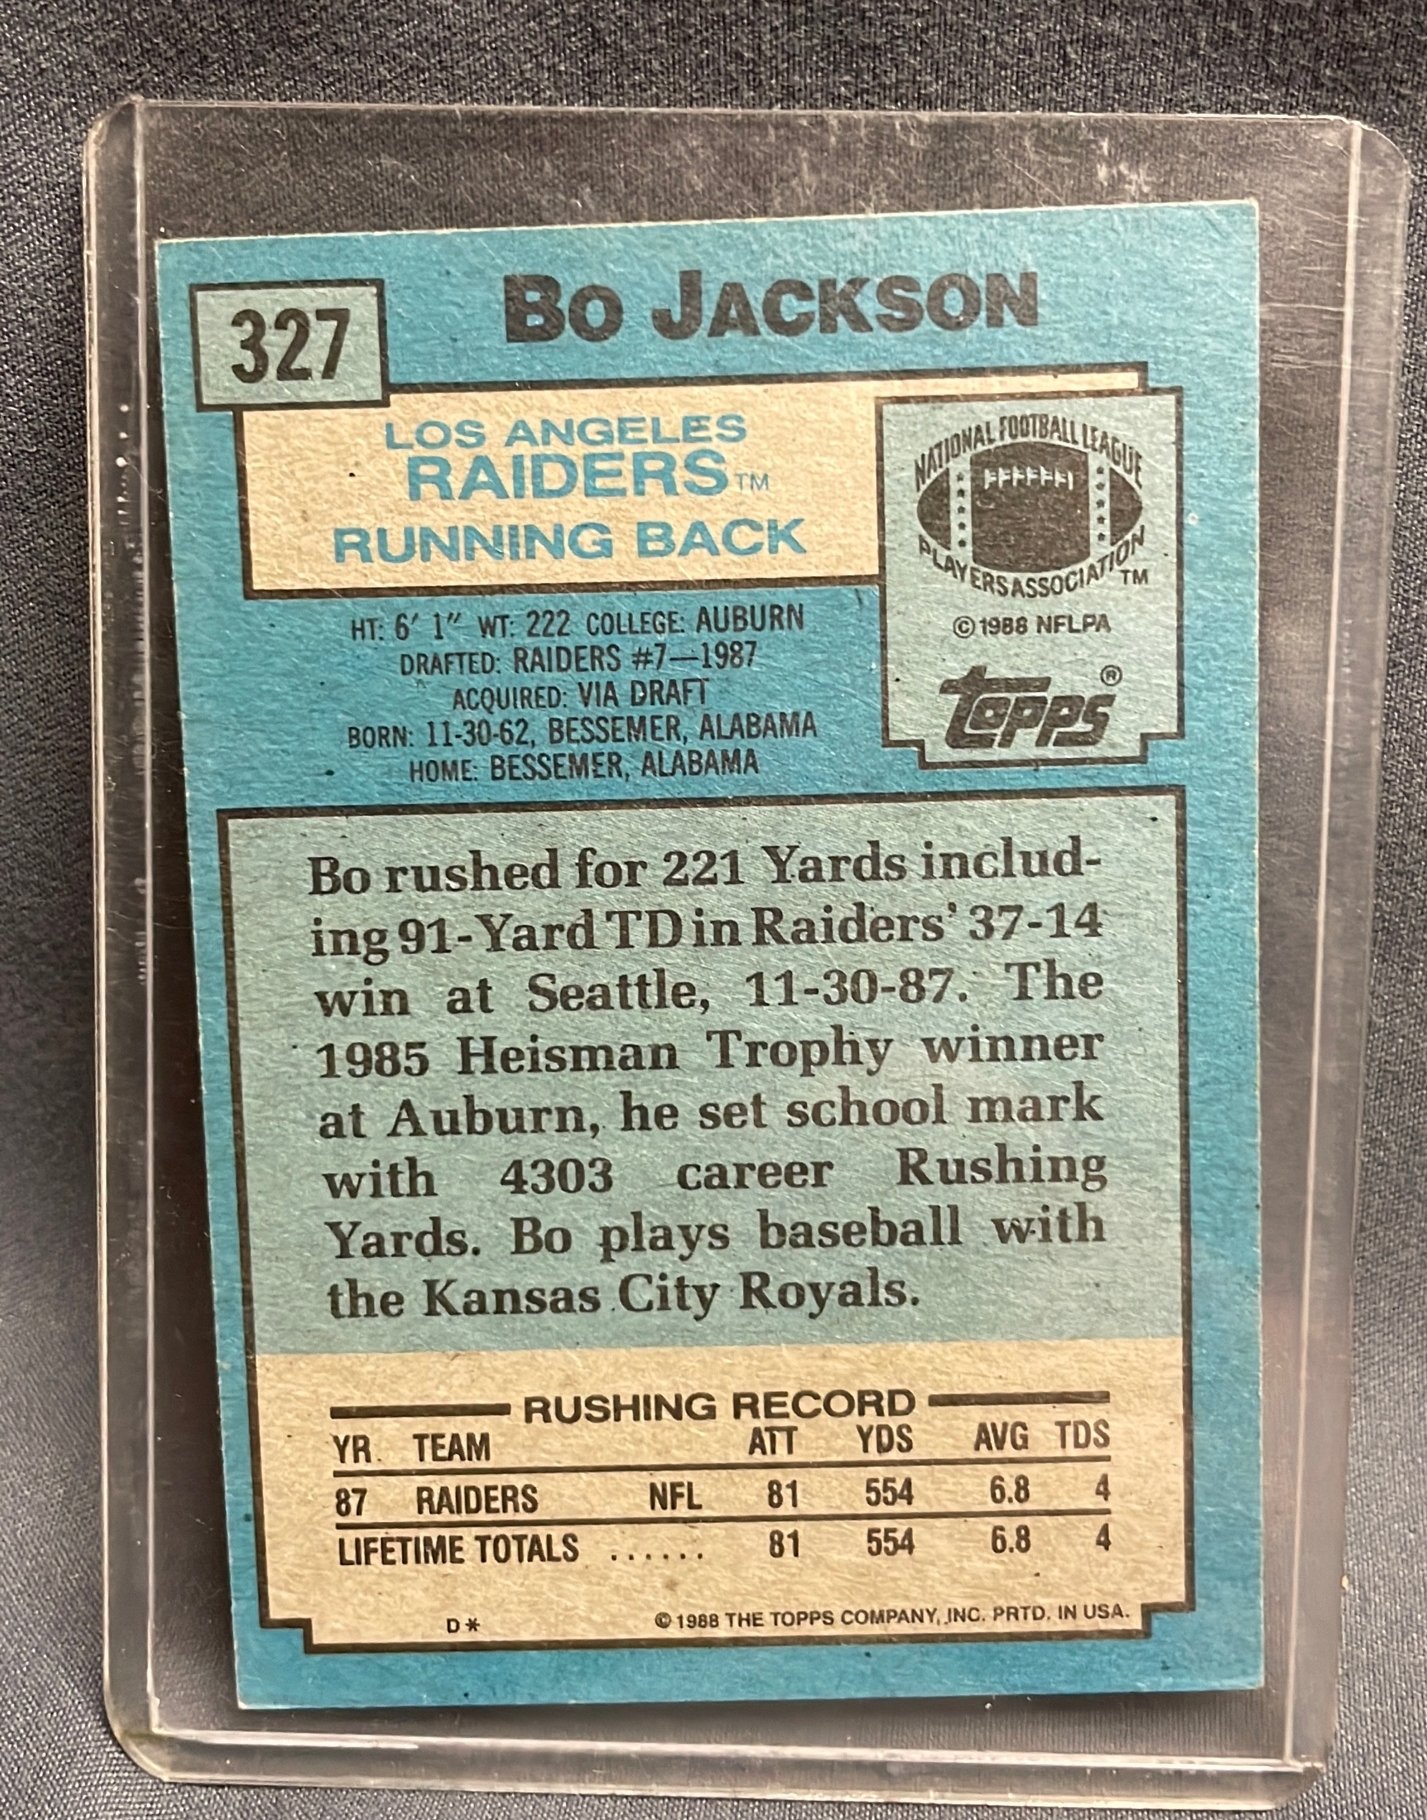 327
BO JACKSON
LOS ANGELES
RAIDERS™
RUNNING BACK
NATIONAL FOOTBALL LEAGUE
PLAYERS ASSOCIATION™
©1988 NFLPA
TOPPS®
HT: 6' 1" WT: 222 COLLEGE: AUBURN
DRAFTED: RAIDERS #7—1987
ACQUIRED: VIA DRAFT
BORN: 11-30-62, BESSEMER, ALABAMA
HOME: BESSEMER, ALABAMA
Bo rushed for 221 Yards includ-
ing 91-Yard TD in Raiders' 37-14
win at Seattle, 11-30-87. The
1985 Heisman Trophy winner
at Auburn, he set school mark
with 4303 career Rushing
Yards. Bo plays baseball with
the Kansas City Royals.
RUSHING RECORD
YR. TEAM ATT YDS AVG TDS
87 RAIDERS NFL 81 554 6.8 4
LIFETIME TOTALS ...... 81 554 6.8 4
D* ©1988 THE TOPPS COMPANY, INC. PRTD. IN USA.